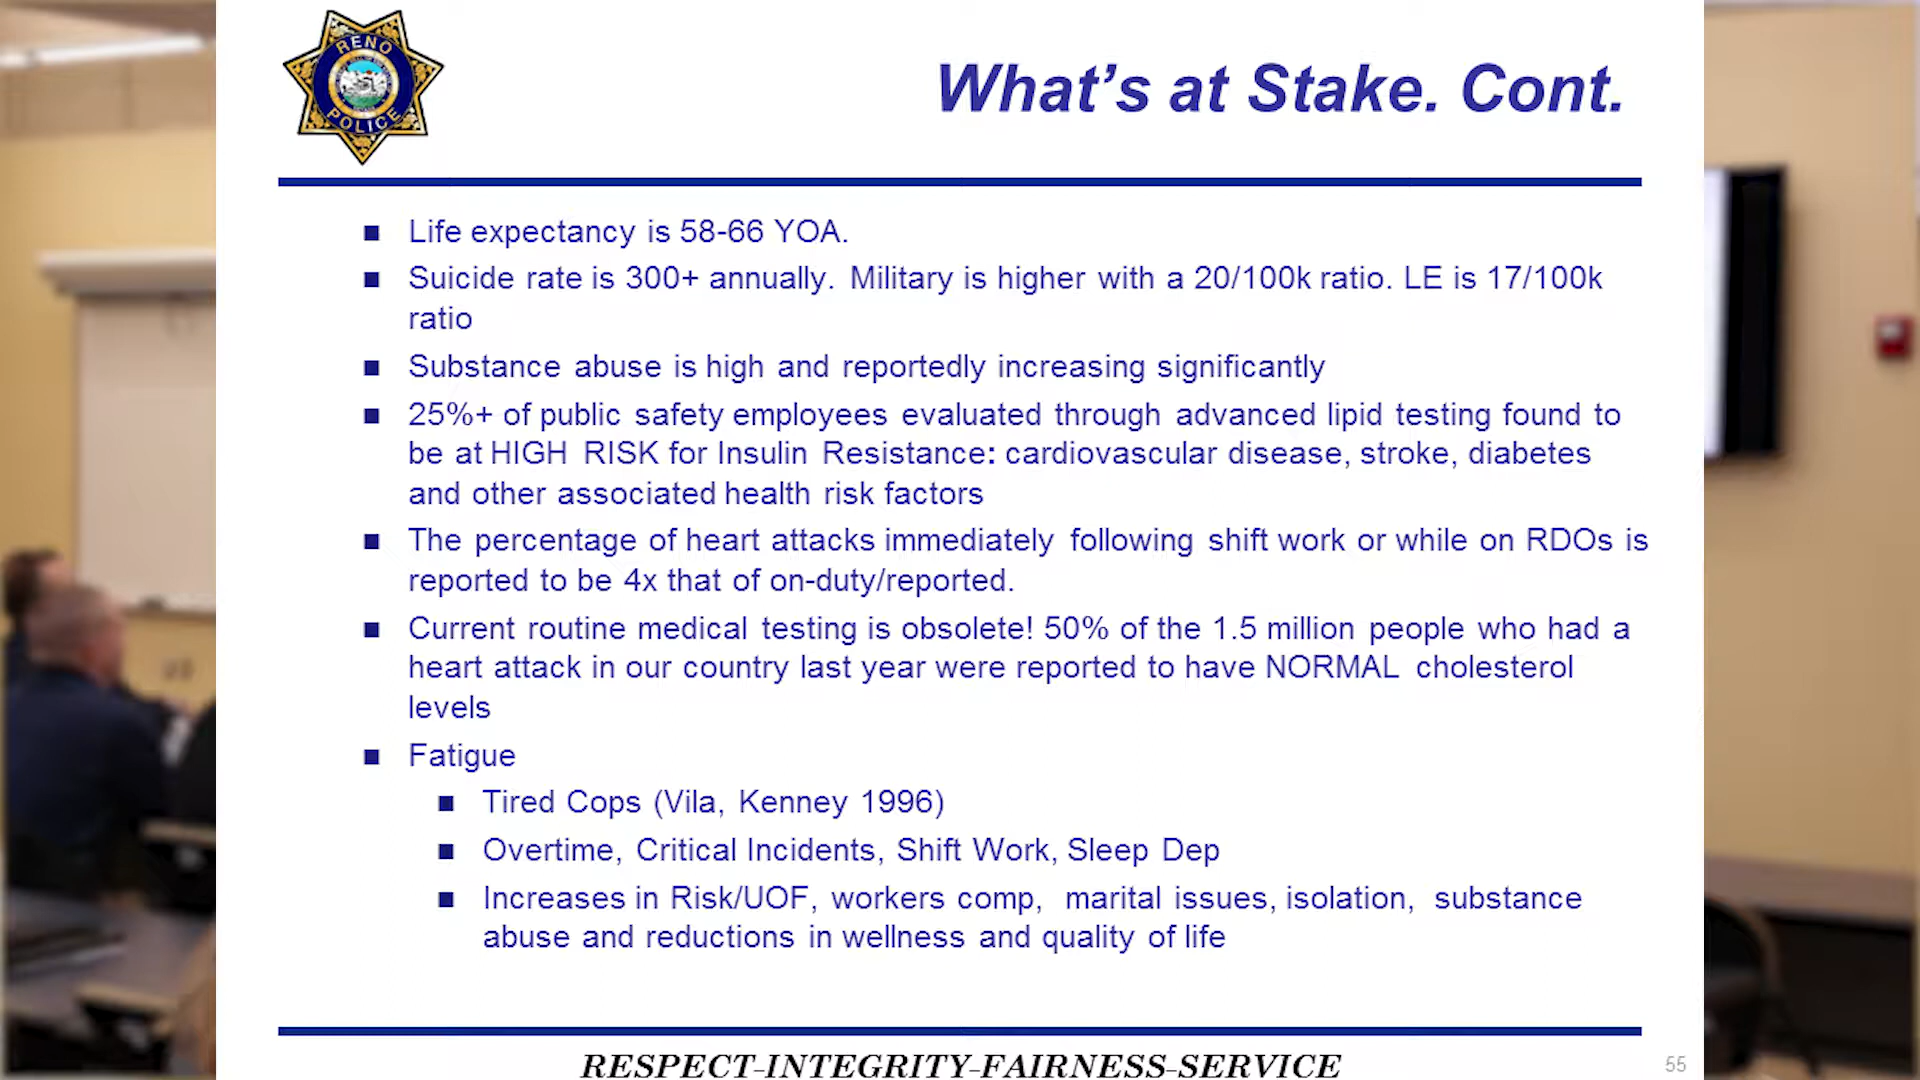 RENO
POLICE
What's at Stake. Cont.
Life expectancy is 58-66 YOA.
Suicide rate is 300+ annually. Military is higher with a 20/100k ratio. LE is 17/100k
ratio
Substance abuse is high and reportedly increasing significantly
25%+ of public safety employees evaluated through advanced lipid testing found to
be at HIGH RISK for Insulin Resistance: cardiovascular disease, stroke, diabetes
and other associated health risk factors
The percentage of heart attacks immediately following shift work or while on RDOs is
reported to be 4x that of on-duty/reported.
Current routine medical testing is obsolete! 50% of the 1.5 million people who had a
heart attack in our country last year were reported to have NORMAL cholesterol
levels
Fatigue
Tired Cops (Vila, Kenney 1996)
Overtime, Critical Incidents, Shift Work, Sleep Dep
Increases in Risk/UOF, workers comp, marital issues, isolation, substance
abuse and reductions in wellness and quality of life
RESPECT-INTEGRITY-FAIRNESS-SERVICE
55